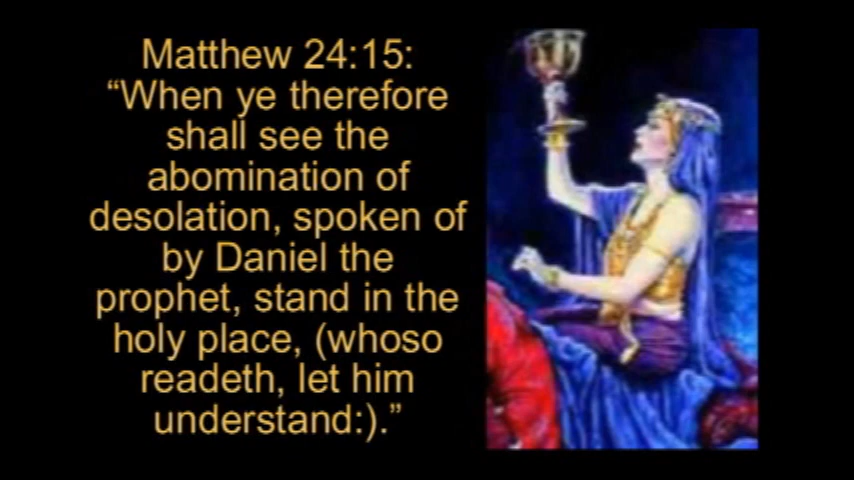 Matthew 24:15:
“When ye therefore
shall see the
abomination of
desolation, spoken of
by Daniel the
prophet, stand in the
holy place, (whoso
readeth, let him
understand:).”